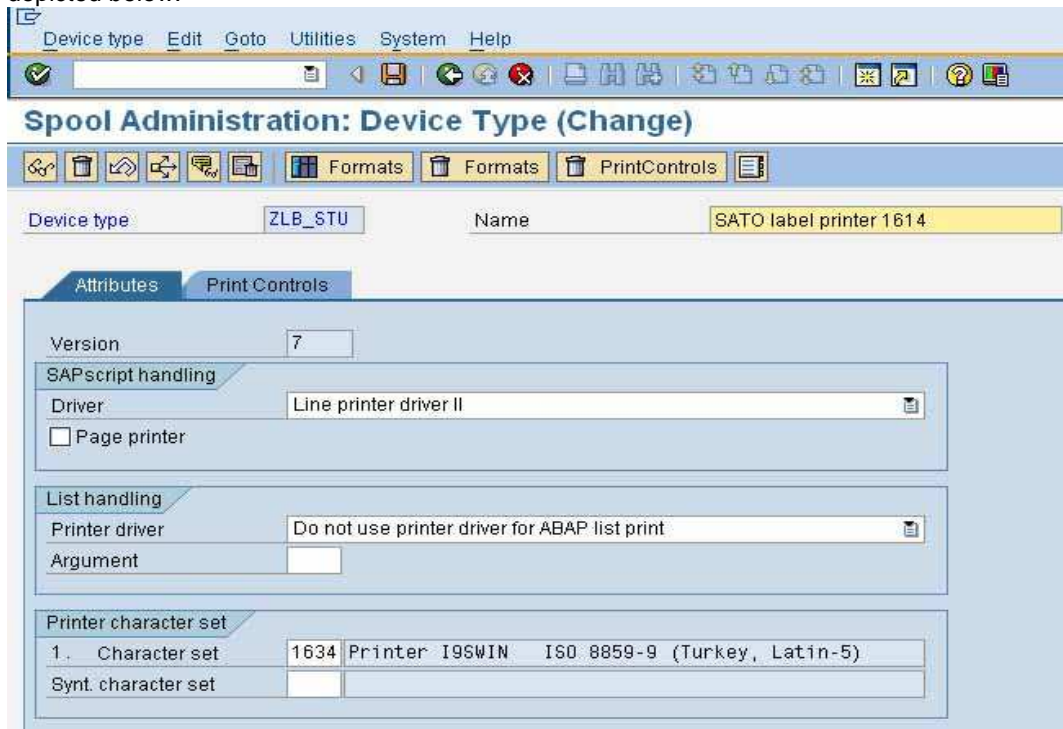 Device type Edit Goto Utilities System Help
Spool Administration: Device Type (Change)
Formats Formats PrintControls
Device type ZLB_STU Name SATO label printer 1614
Attributes Print Controls
Version 7
SAPscript handling
Driver Line printer driver II
Page printer
List handling
Printer driver Do not use printer driver for ABAP list print
Argument
Printer character set
1. Character set 1634 Printer I9SWIN ISO 8859-9 (Turkey, Latin-5)
Synt. character set